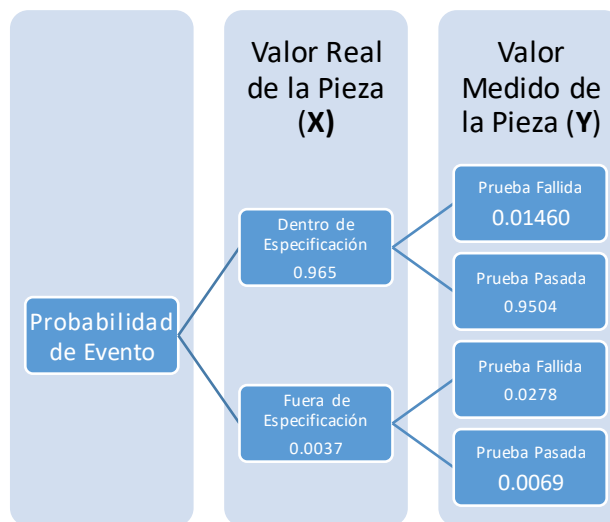 Valor Real
de la Pieza
(X)
Valor
Medido de
la Pieza (Y)
Probabilidad
de Evento
Dentro de
Especificación
0.965
Fuera de
Especificación
0.0037
Prueba Fallida
0.01460
Prueba Pasada
0.9504
Prueba Fallida
0.0278
Prueba Pasada
0.0069